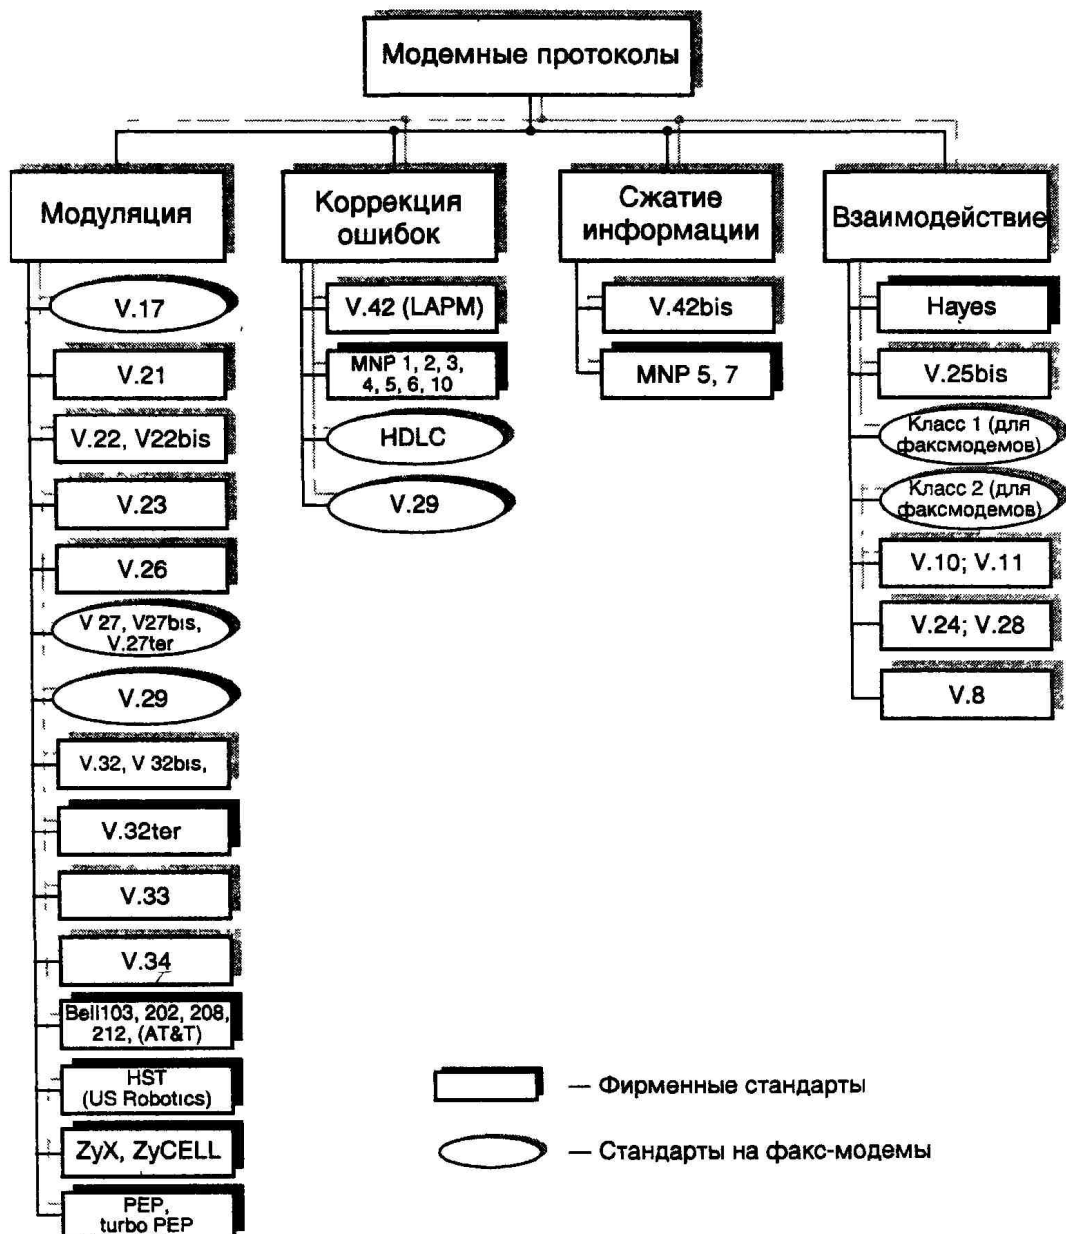 Модемные протоколы
Модуляция
V.17
V.21
V.22, V22bis
V.23
V.26
V 27, V27bis,
V.27ter
V.29
V.32, V 32bis,
V.32ter
V.33
V.34
Bell103, 202, 208,
212, (AT&T)
HST
(US Robotics)
ZyX, ZyCELL
PEP,
turbo PEP
Коррекция
ошибок
V.42 (LAPM)
MNP 1, 2, 3,
4, 5, 6, 10
HDLC
V.29
Сжатие
информации
V.42bis
MNP 5, 7
Взаимодействие
Hayes
V.25bis
Класс 1 (для
факсмодемов)
Класс 2 (для
факсмодемов)
V.10; V.11
V.24; V.28
V.8
— Фирменные стандарты
— Стандарты на факс-модемы